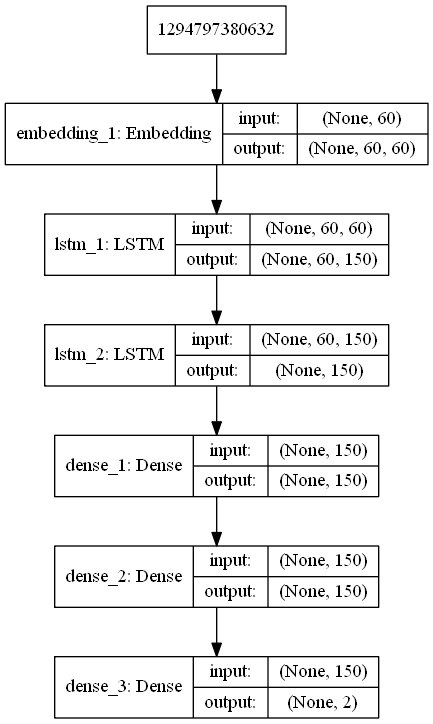 1294797380632
embedding_1: Embedding
input: (None, 60)
output: (None, 60, 60)
lstm_1: LSTM
input: (None, 60, 60)
output: (None, 60, 150)
lstm_2: LSTM
input: (None, 60, 150)
output: (None, 150)
dense_1: Dense
input: (None, 150)
output: (None, 150)
dense_2: Dense
input: (None, 150)
output: (None, 150)
dense_3: Dense
input: (None, 150)
output: (None, 2)